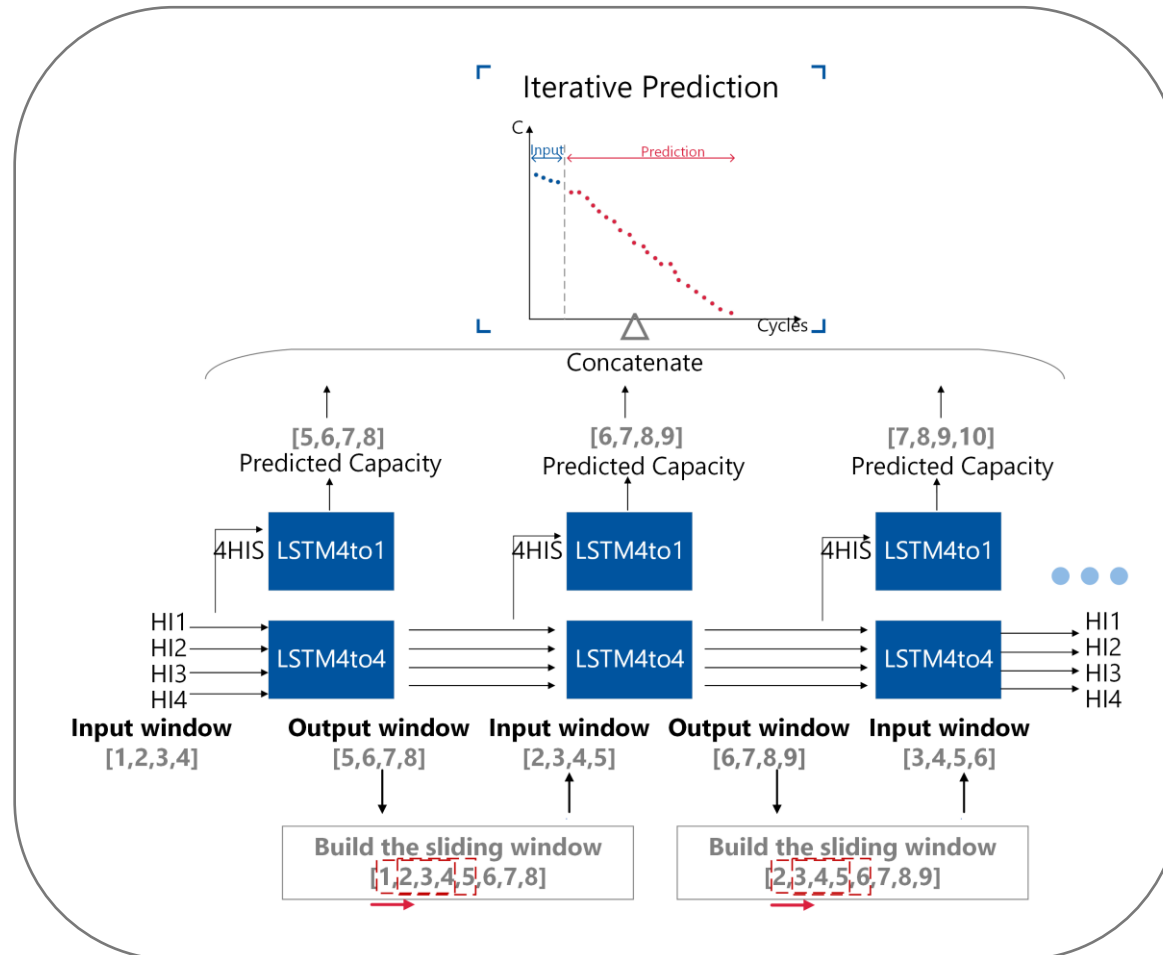 Iterative Prediction
C
Input
Prediction
Cycles
Concatenate
[5,6,7,8]
[6,7,8,9]
[7,8,9,10]
Predicted Capacity
Predicted Capacity
Predicted Capacity
4HIS
LSTM4to1
4HIS
LSTM4to1
4HIS
LSTM4to1
HI1
HI2
HI3
HI4
LSTM4to4
LSTM4to4
LSTM4to4
HI1
HI2
HI3
HI4
Input window
Output window
Input window
Output window
Input window
[1,2,3,4]
[5,6,7,8]
[2,3,4,5]
[6,7,8,9]
[3,4,5,6]
Build the sliding window
[1,2,3,4,5,6,7,8]
Build the sliding window
[2,3,4,5,6,7,8,9]